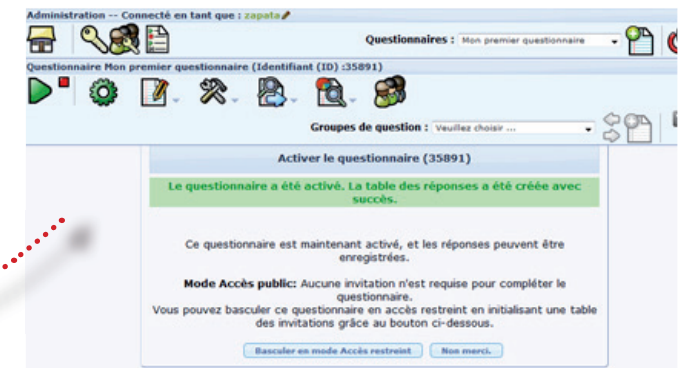 Administration -- Connecté en tant que : zapata
Questionnaires : Mon premier questionnaire
Questionnaire Mon premier questionnaire (Identifiant (ID) :35891)
Groupes de question : Veuillez choisir ...
Activer le questionnaire (35891)
Le questionnaire a été activé. La table des réponses a été créée avec
succès.
Ce questionnaire est maintenant activé, et les réponses peuvent être
enregistrées.
Mode Accès public: Aucune invitation n'est requise pour compléter le
questionnaire.
Vous pouvez basculer ce questionnaire en accès restreint en initialisant une table
des invitations grâce au bouton ci-dessous.
Basculer en mode Accès restreint Non merci.